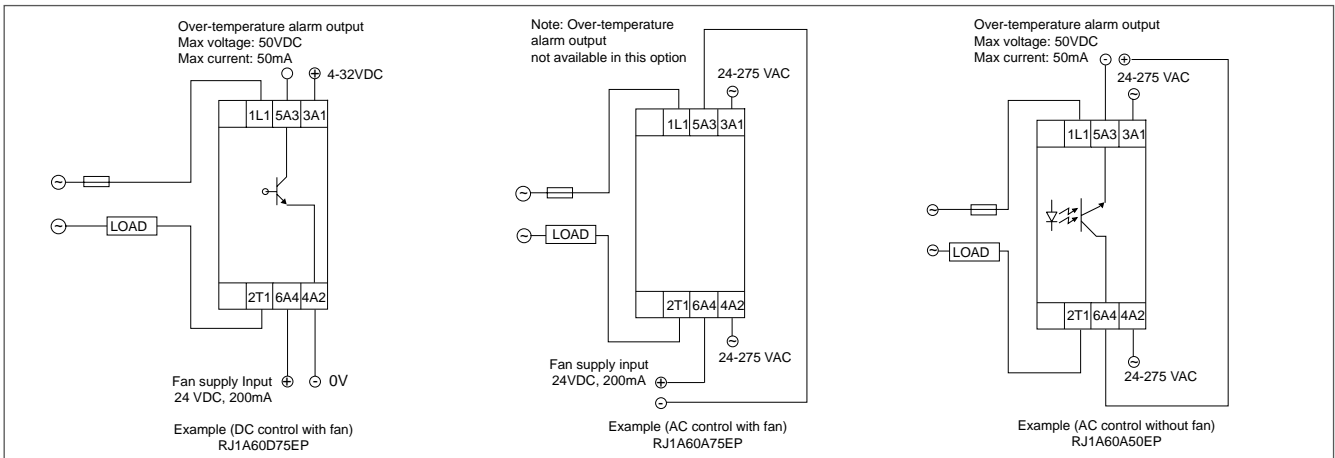 Over-temperature alarm output
Max voltage: 50VDC
Max current: 50mA
4-32VDC
1L1 5A3 3A1
LOAD
2T1 6A4 4A2
Fan supply Input
24 VDC, 200mA
0V
Example (DC control with fan)
RJ1A60D75EP
Note: Over-temperature
alarm output
not available in this option
24-275 VAC
1L1 5A3 3A1
LOAD
2T1 6A4 4A2
24-275 VAC
Fan supply input
24VDC, 200mA
Example (AC control with fan)
RJ1A60A75EP
Over-temperature alarm output
Max voltage: 50VDC
Max current: 50mA
24-275 VAC
1L1 5A3 3A1
LOAD
2T1 6A4 4A2
24-275 VAC
Example (AC control without fan)
RJ1A60A50EP